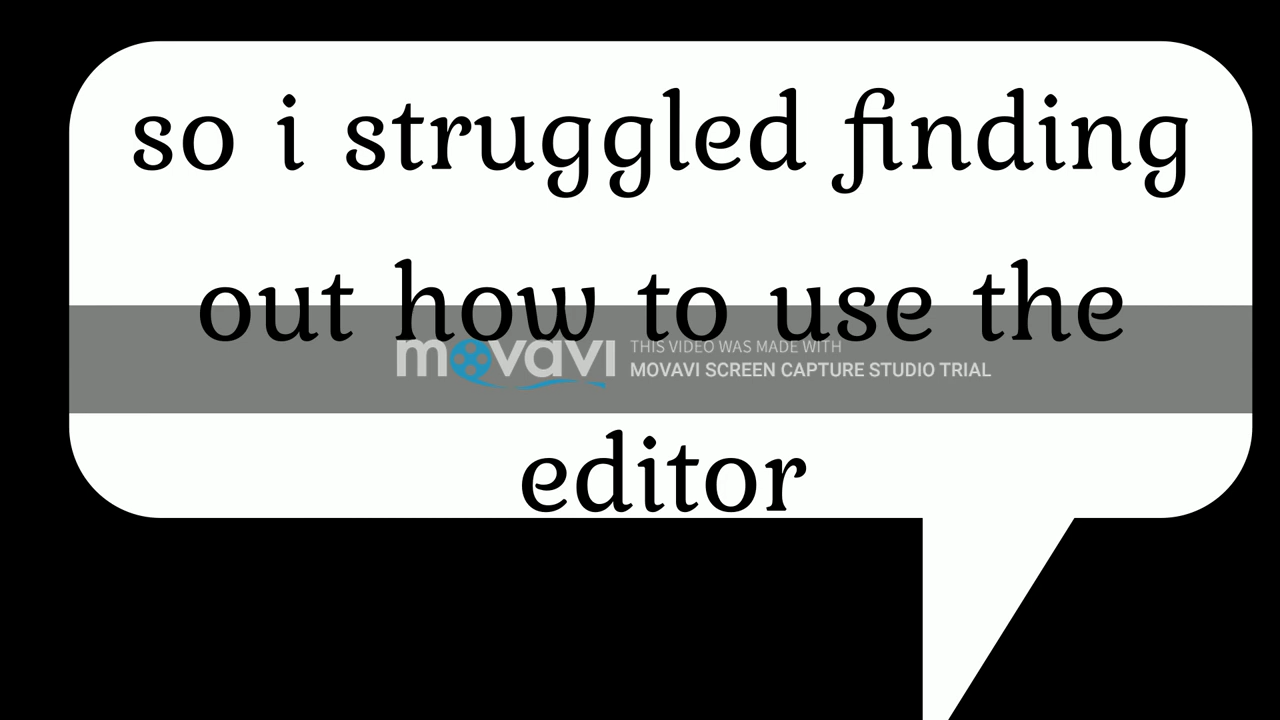 so i struggled finding
out how to use the
movavi
THIS VIDEO WAS MADE WITH
MOVAVI SCREEN CAPTURE STUDIO TRIAL
editor